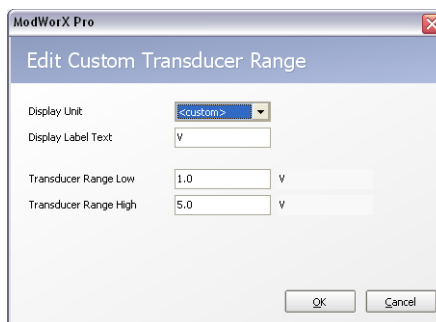 ModWorX Pro
Edit Custom Transducer Range
Display Unit <custom>
Display Label Text V
Transducer Range Low 1.0 V
Transducer Range High 5.0 V
OK Cancel